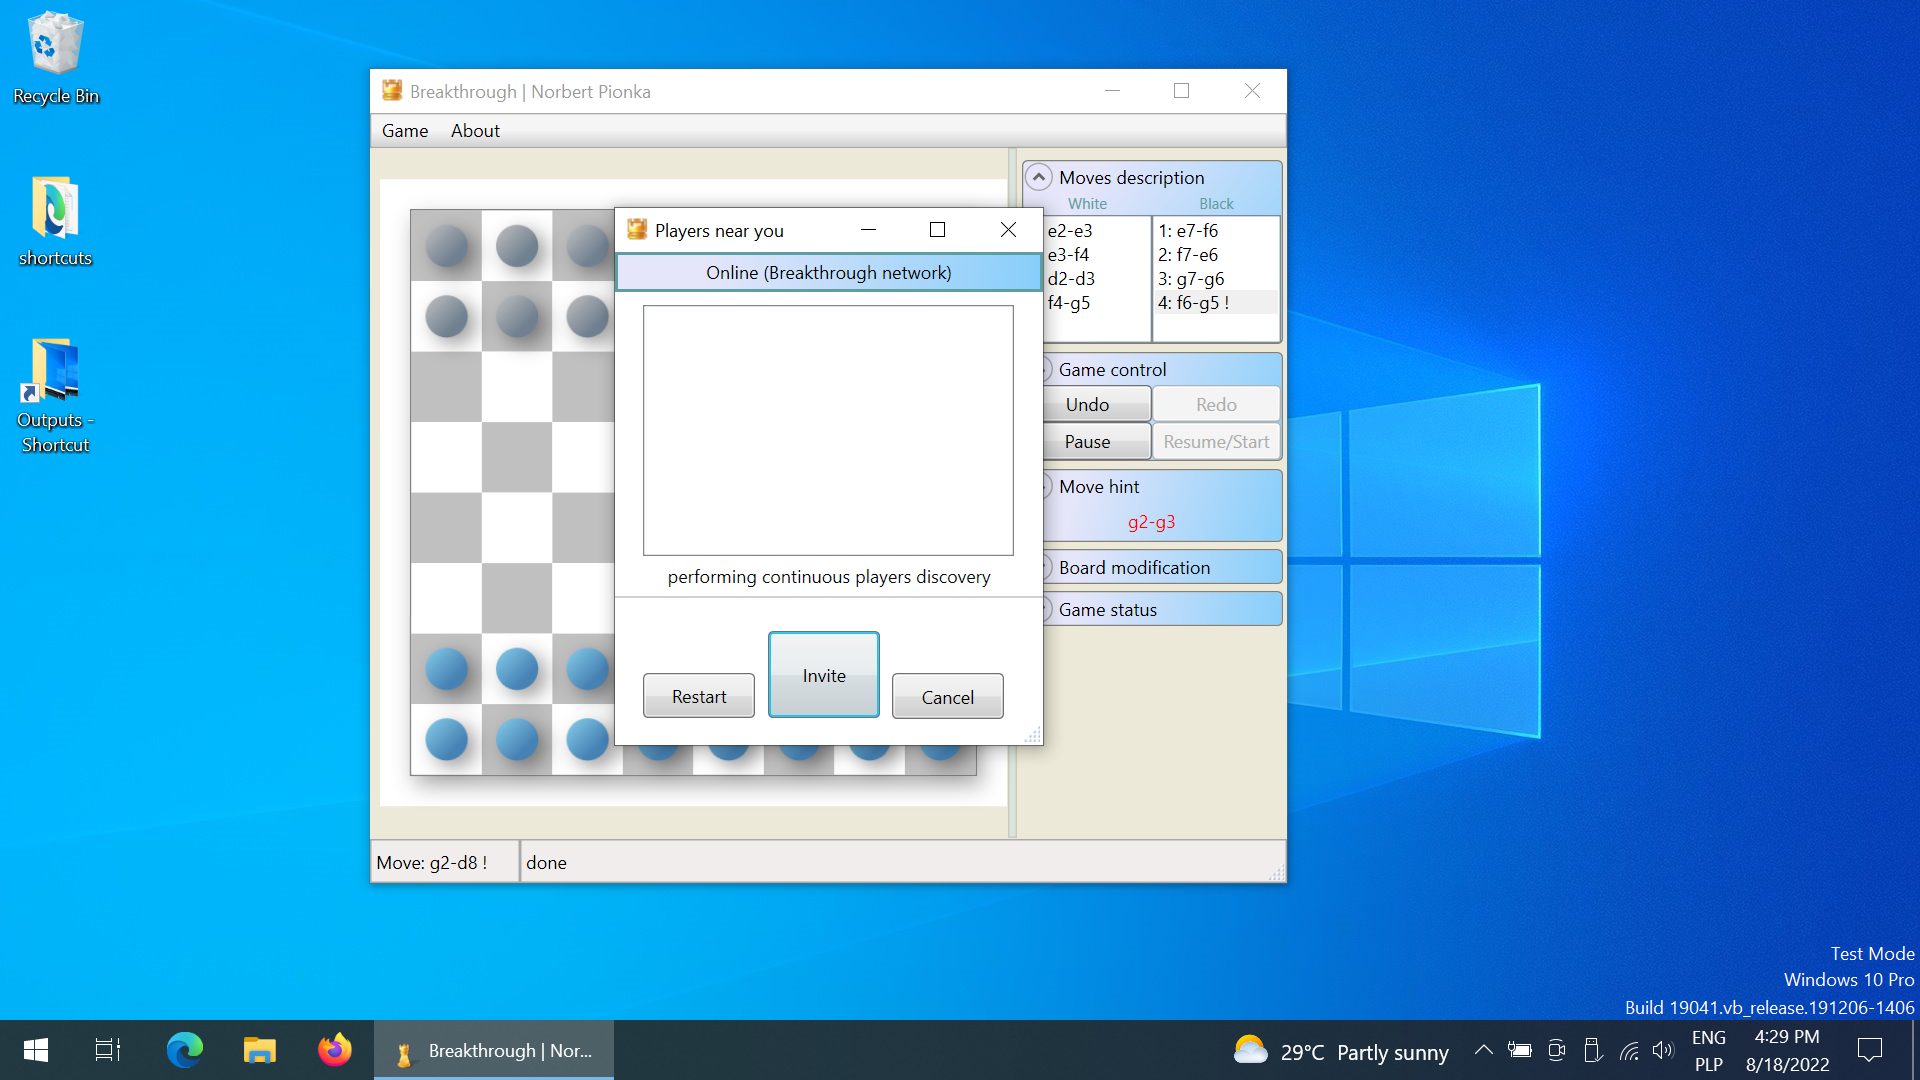 Recycle Bin
shortcuts
Outputs -
Shortcut
Breakthrough | Norbert Pionka
Game About
Moves description
White Black
e2-e3 1: e7-f6
e3-f4 2: f7-e6
d2-d3 3: g7-g6
f4-g5 4: f6-g5 !
Game control
Undo Redo
Pause Resume/Start
Move hint
g2-g3
Board modification
Game status
Players near you
Online (Breakthrough network)
performing continuous players discovery
Restart Invite Cancel
Move: g2-d8 ! done
Test Mode
Windows 10 Pro
Build 19041.vb_release.191206-1406
Breakthrough | Nor...
29°C Partly sunny
ENG
PLP
4:29 PM
8/18/2022